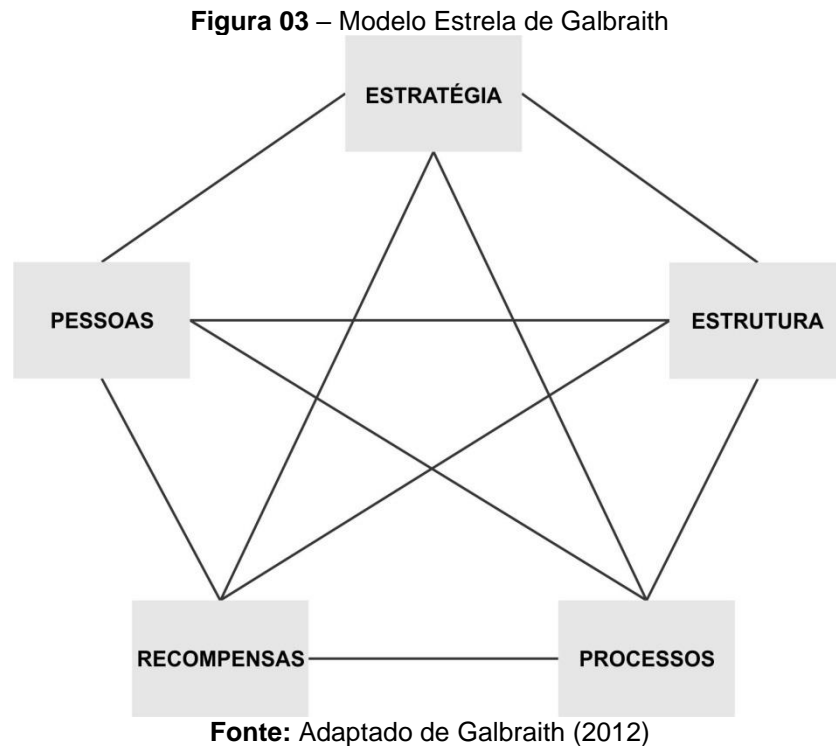 Figura 03 – Modelo Estrela de Galbraith
ESTRATÉGIA
PESSOAS
ESTRUTURA
RECOMPENSAS
PROCESSOS
Fonte: Adaptado de Galbraith (2012)